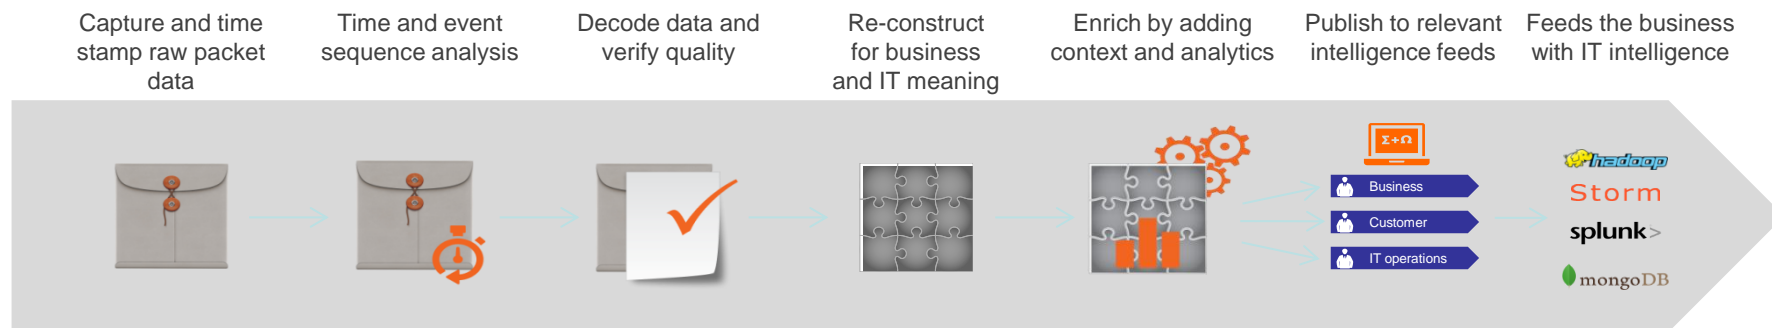 Capture and time
stamp raw packet
data
Time and event
sequence analysis
Decode data and
verify quality
Re-construct
for business
and IT meaning
Enrich by adding
context and analytics
Publish to relevant
intelligence feeds
Feeds the business
with IT intelligence
Σ+Ω
Business
Customer
IT operations
hadoop
Storm
splunk>
mongoDB